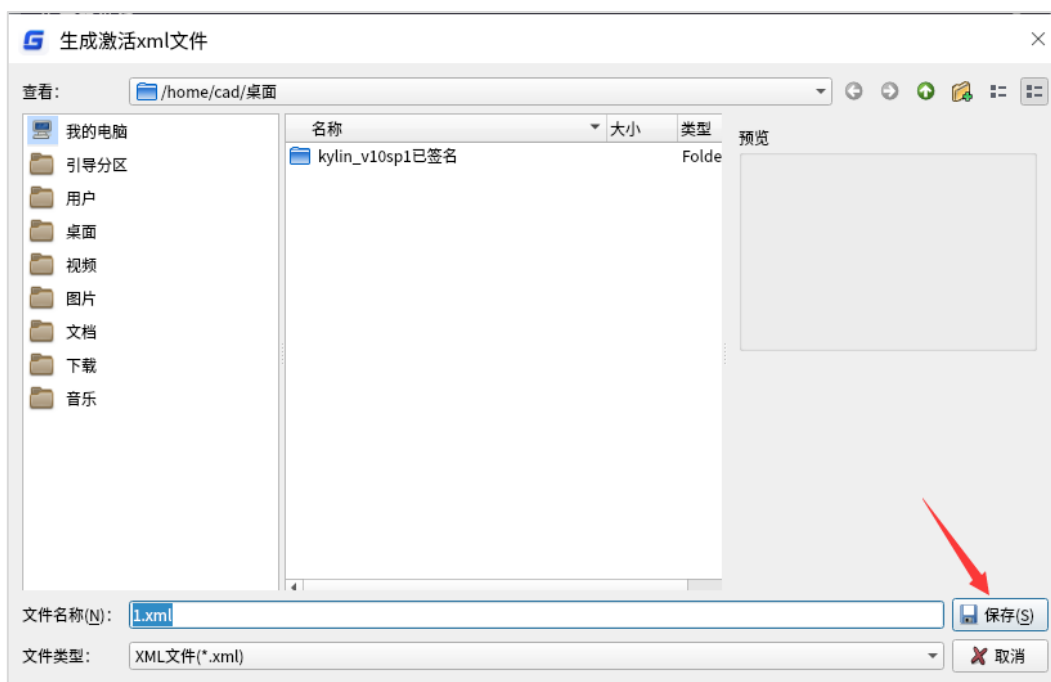 生成激活xml文件
查看: /home/cad/桌面
我的电脑
引导分区
用户
桌面
视频
图片
文档
下载
音乐
名称 大小 类型
kylin_v10sp1已签名 Folde
预览
文件名称(N): 1.xml 保存(S)
文件类型: XML文件(*.xml) 取消